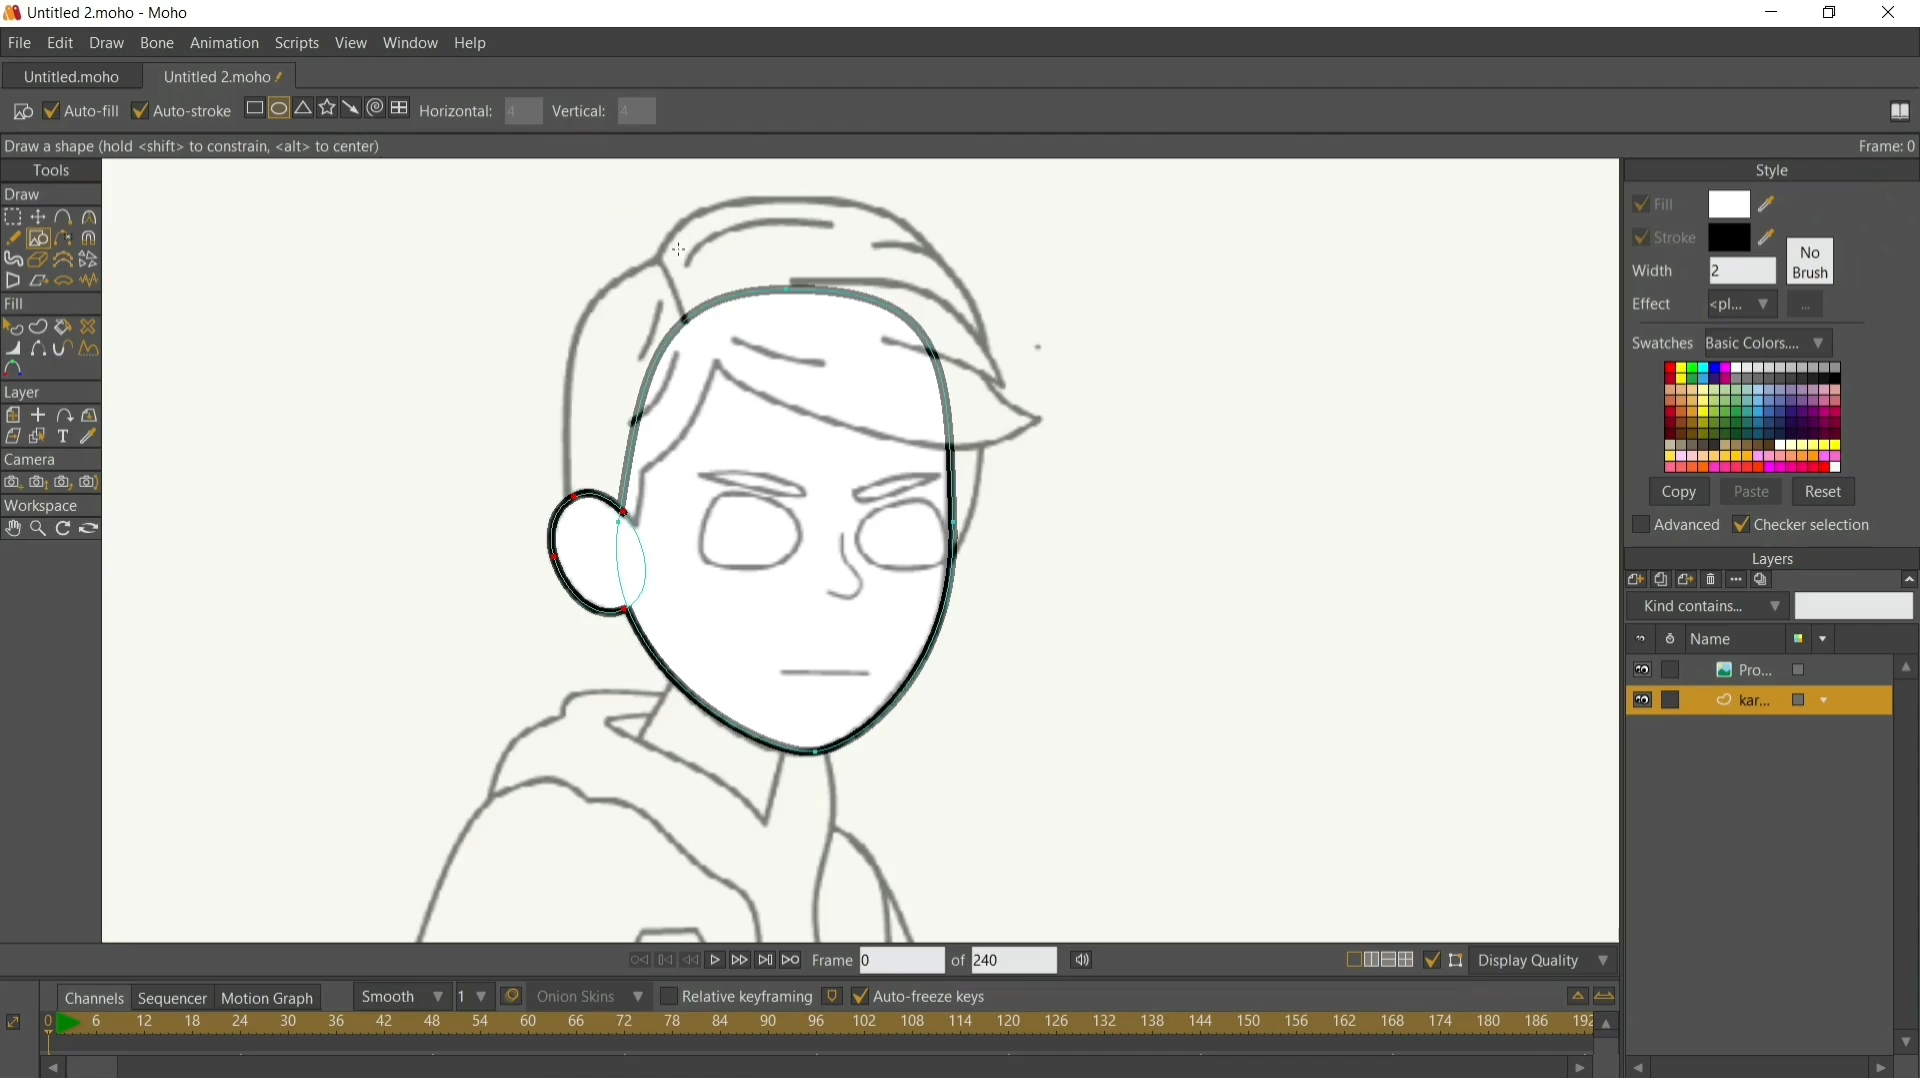 Untitled 2.moho - Moho
File Edit Draw Bone Animation Scripts View Window Help
Untitled.moho Untitled 2.moho
Auto-fill Auto-stroke Horizontal: 4 Vertical: 4
Draw a shape (hold <shift> to constrain, <alt> to center) Frame: 0
Tools
Draw
Fill
Layer
Camera
Workspace
Style
Fill
Stroke
Width 2
No Brush
Effect <pl... ...
Swatches Basic Colors....
Copy Paste Reset
Advanced Checker selection
Layers
Kind contains...
Name
Pro...
kar...
Frame 0 of 240 Display Quality
Channels Sequencer Motion Graph Smooth 1 Onion Skins Relative keyframing Auto-freeze keys
0 6 12 18 24 30 36 42 48 54 60 66 72 78 84 90 96 102 108 114 120 126 132 138 144 150 156 162 168 174 180 186 192